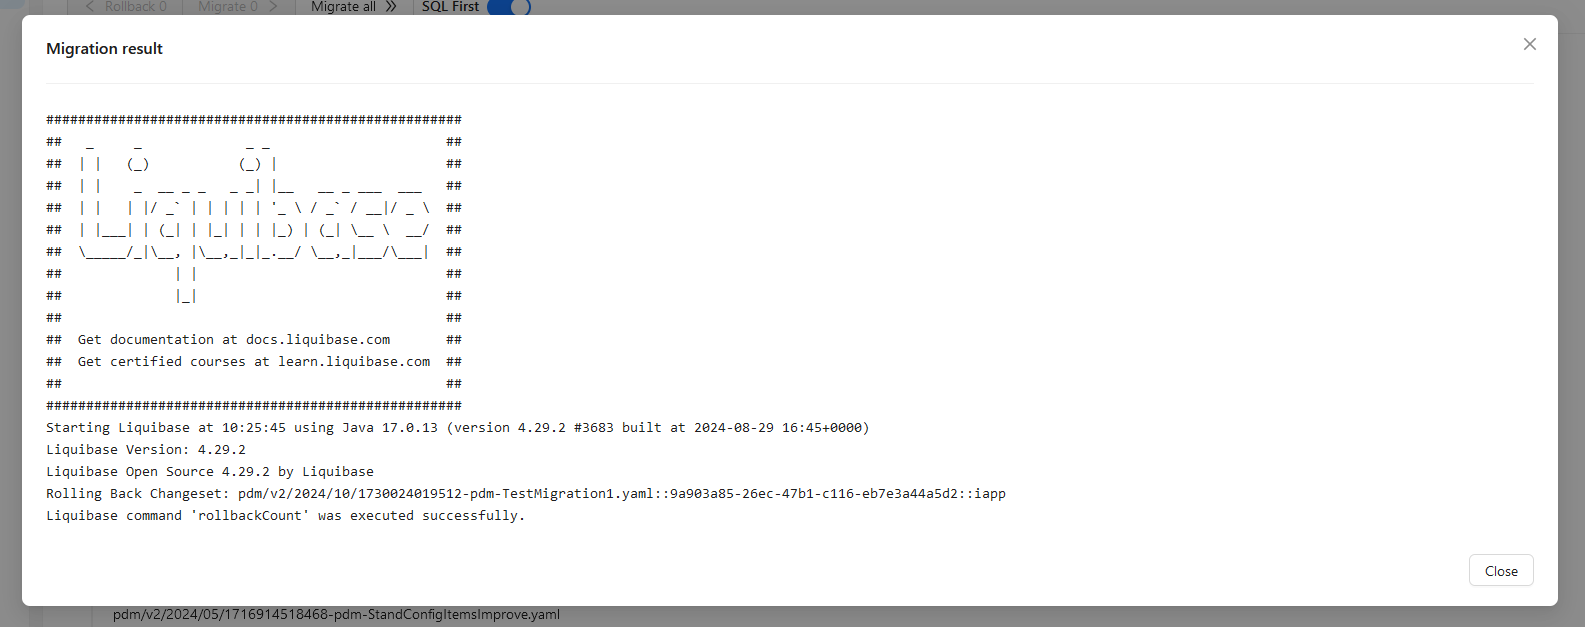 Rollback 0 Migrate 0 Migrate all SQL First
Migration result
####################################################
##   _     _             _ _                      ##
##  | |   (_)           (_) |                     ##
##  | |    _  __ _ _   _ _| |__   __ _ ___  ___   ##
##  | |   | |/ _` | | | | | '_ \ / _` / __|/ _ \  ##
##  | |___| | (_| | |_| | | |_) | (_| \__ \  __/  ##
##  \_____/_|\__, |\__,_|_|_.__/ \__,_|___/\___|  ##
##              | |                               ##
##              |_|                               ##
##                                                ##
##  Get documentation at docs.liquibase.com       ##
##  Get certified courses at learn.liquibase.com  ##
##                                                ##
####################################################
Starting Liquibase at 10:25:45 using Java 17.0.13 (version 4.29.2 #3683 built at 2024-08-29 16:45+0000)
Liquibase Version: 4.29.2
Liquibase Open Source 4.29.2 by Liquibase
Rolling Back Changeset: pdm/v2/2024/10/1730024019512-pdm-TestMigration1.yaml::9a903a85-26ec-47b1-c116-eb7e3a44a5d2::iapp
Liquibase command 'rollbackCount' was executed successfully.
Close
pdm/v2/2024/05/1716914518468-pdm-StandConfigItemsImprove.yaml